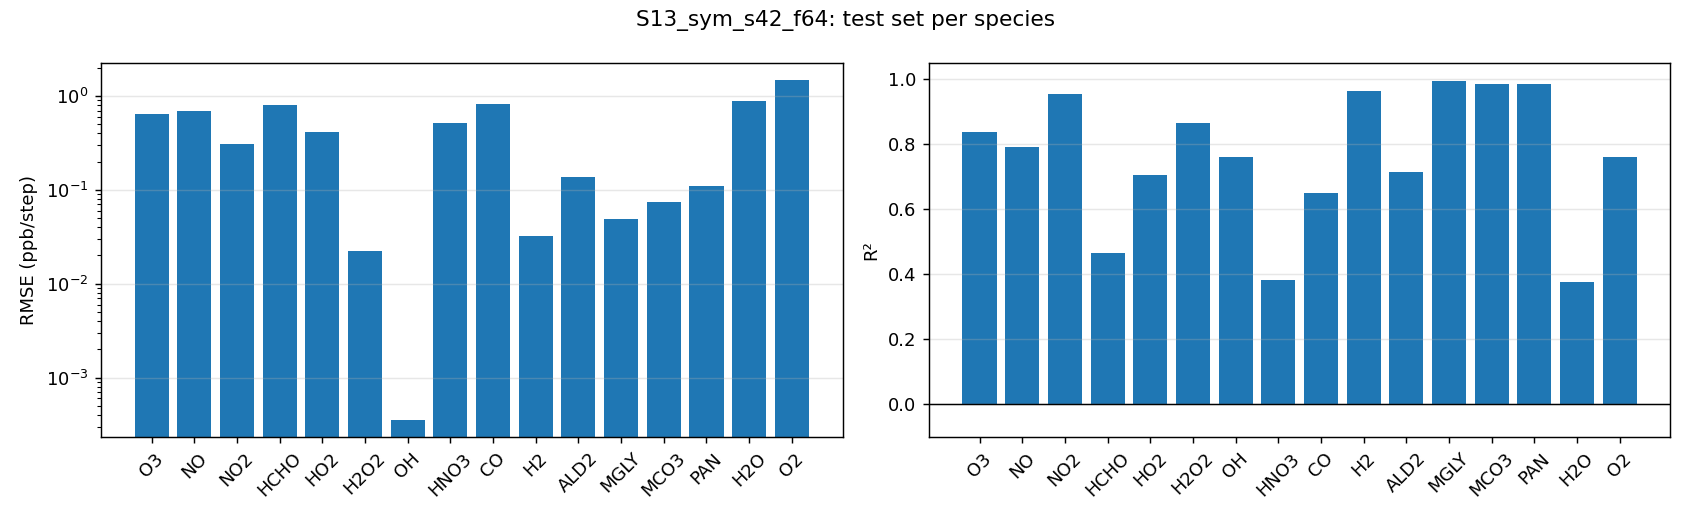 S13_sym_s42_f64: test set per species
RMSE (ppb/step)
10⁰
10⁻¹
10⁻²
10⁻³
O3 NO NO2 HCHO HO2 H2O2 OH HNO3 CO H2 ALD2 MGLY MCO3 PAN H2O O2
R²
1.0
0.8
0.6
0.4
0.2
0.0
O3 NO NO2 HCHO HO2 H2O2 OH HNO3 CO H2 ALD2 MGLY MCO3 PAN H2O O2